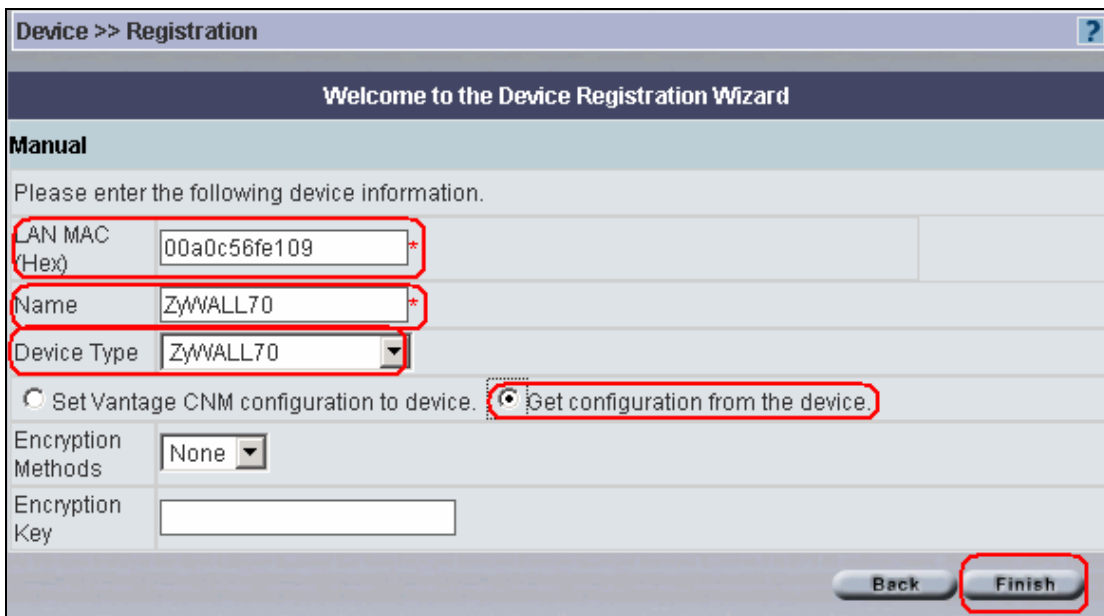 Device >> Registration ?
Welcome to the Device Registration Wizard
Manual
Please enter the following device information.
LAN MAC
(Hex)
00a0c56fe109 *
Name ZyWALL70 *
Device Type ZyWALL70
Set Vantage CNM configuration to device. Get configuration from the device.
Encryption
Methods
None
Encryption
Key
Back Finish